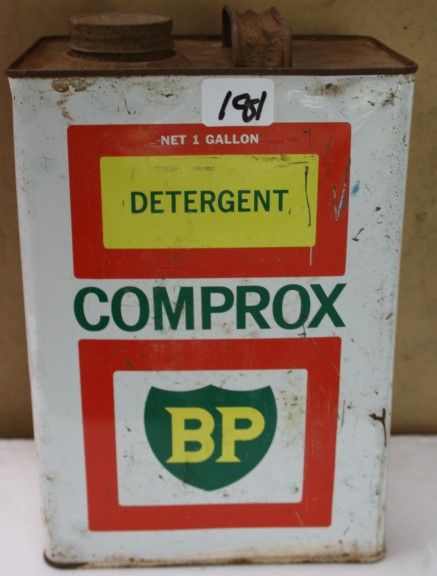 181
NET 1 GALLON
DETERGENT
COMPROX
BP